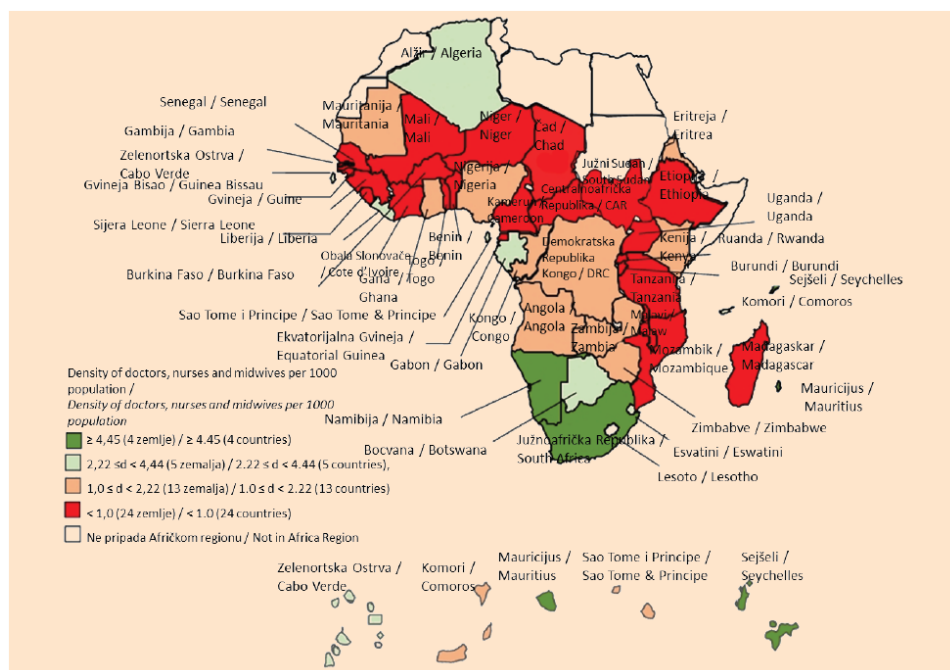 Alžir / Algeria
Senegal / Senegal
Gambija / Gambia
Zelenortska Ostrva /
Cabo Verde
Gvineja Bisao / Guinea Bissau
Gvineja / Guine
Sijera Leone / Sierra Leone
Liberija / Liberia
Burkina Faso / Burkina Faso
Mauritanija /
Mauritania
Mali /
Mali
Niger /
Niger
Čad /
Chad
Nigerija /
Nigeria
Kamerun /
Cameroon
Južni Sudan /
South Sudan
Centralnoafrička
Republika / CAR
Eritreja /
Eritrea
Etiopija /
Ethiopia
Uganda /
Uganda
Kenija /
Kenya
Ruanda / Rwanda
Burundi / Burundi
Sejšeli / Seychelles
Komori / Comoros
Obala Slonovače
/ Cote d'Ivoire
Gana /
Ghana
Togo
/ Togo
Benin /
Benin
Sao Tome i Principe / Sao Tome & Principe
Ekvatorijalna Gvineja /
Equatorial Guinea
Gabon / Gabon
Kongo /
Congo
Demokratska
Republika
Kongo / DRC
Tanzanija /
Tanzania
Angola /
Angola
Zambija /
Zambia
Malavi /
Malaw
Mozambik /
Mozambique
Madagaskar /
Madagascar
Mauricijus /
Mauritius
Zimbabve / Zimbabwe
Esvatini / Eswatini
Lesoto / Lesotho
Namibija / Namibia
Bocvana / Botswana
Južnoafrička Republika /
South Africa
Density of doctors, nurses and midwives per 1000
population /
Density of doctors, nurses and midwives per 1000
population
≥ 4,45 (4 zemlje) / ≥ 4.45 (4 countries)
2,22 ≤d < 4,44 (5 zemalja) / 2.22 ≤ d < 4.44 (5 countries),
1,0 ≤ d < 2,22 (13 zemalja) / 1.0 ≤ d < 2.22 (13 countries)
< 1,0 (24 zemlje) / < 1.0 (24 countries)
Ne pripada Afričkom regionu / Not in Africa Region
Zelenortska Ostrva /
Cabo Verde
Komori /
Comoros
Mauricijus /
Mauritius
Sao Tome i Principe /
Sao Tome & Principe
Sejšeli /
Seychelles